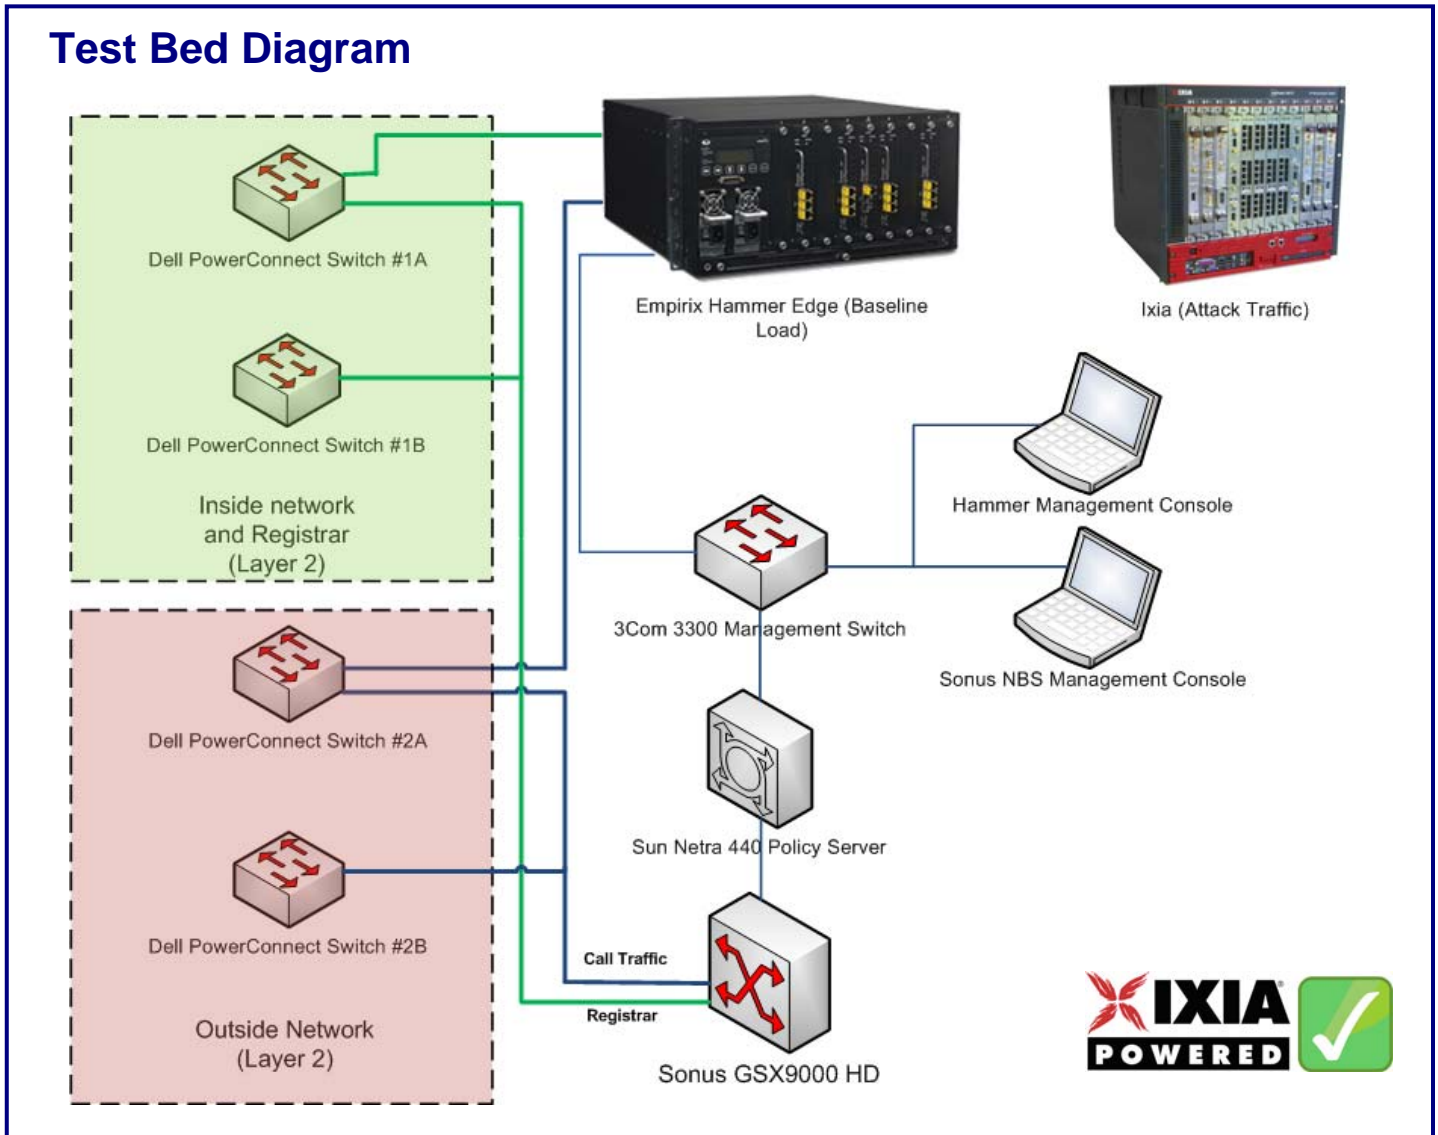 Test Bed Diagram
Dell PowerConnect Switch #1A
Dell PowerConnect Switch #1B
Inside network
and Registrar
(Layer 2)
Empirix Hammer Edge (Baseline
Load)
IXIA
Ixia (Attack Traffic)
Hammer Management Console
3Com 3300 Management Switch
Sonus NBS Management Console
Dell PowerConnect Switch #2A
Sun Netra 440 Policy Server
Dell PowerConnect Switch #2B
Outside Network
(Layer 2)
Call Traffic
Registrar
Sonus GSX9000 HD
IXIA
POWERED